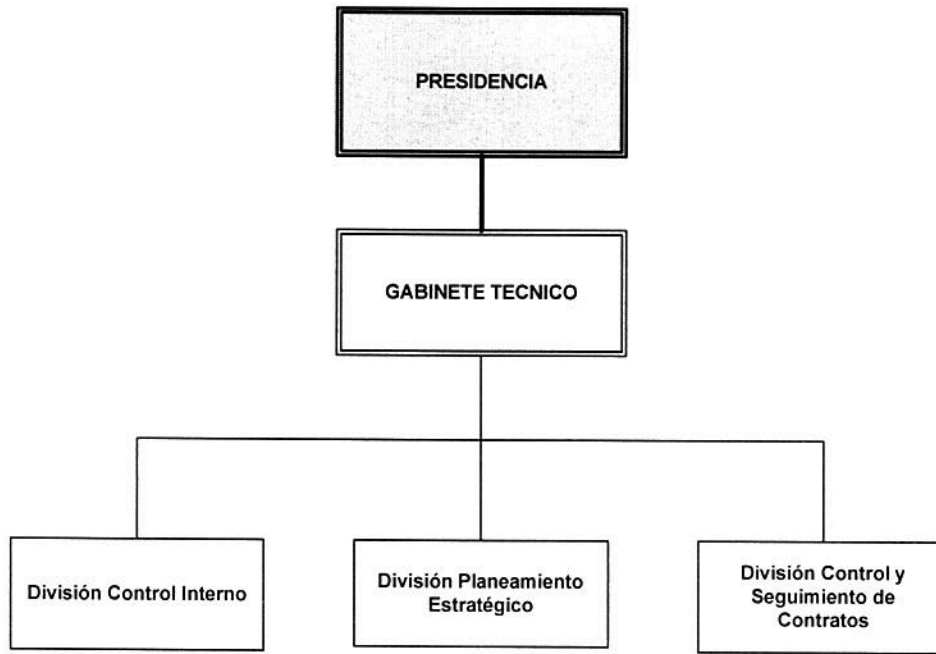 PRESIDENCIA
GABINETE TECNICO
División Control Interno
División Planeamiento
Estratégico
División Control y
Seguimiento de
Contratos